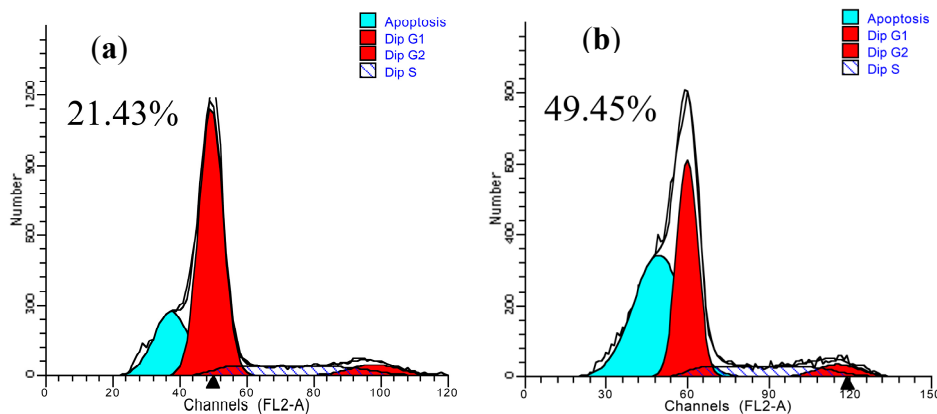 (a)
21.43%
Apoptosis
Dip G1
Dip G2
Dip S
Number
0 300 600 900 1200
0 20 40 60 80 100 120
Channels (FL2-A)
(b)
49.45%
Apoptosis
Dip G1
Dip G2
Dip S
Number
0 200 400 600 800
0 30 60 90 120 150
Channels (FL2-A)